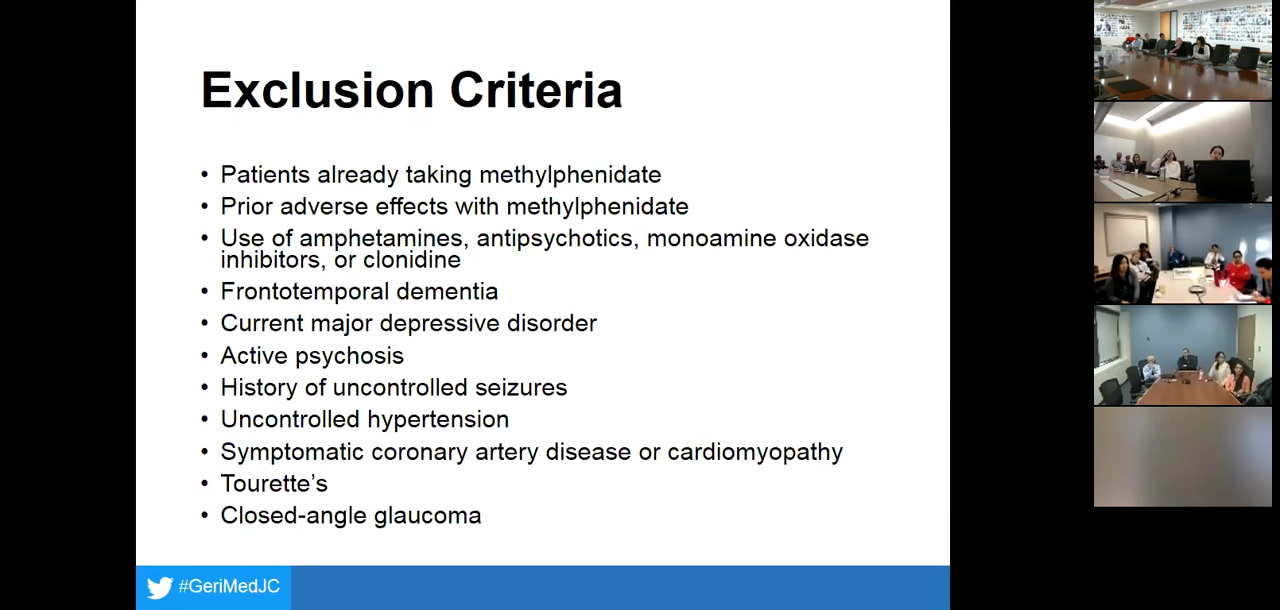 Exclusion Criteria
• Patients already taking methylphenidate
• Prior adverse effects with methylphenidate
• Use of amphetamines, antipsychotics, monoamine oxidase
inhibitors, or clonidine
• Frontotemporal dementia
• Current major depressive disorder
• Active psychosis
• History of uncontrolled seizures
• Uncontrolled hypertension
• Symptomatic coronary artery disease or cardiomyopathy
• Tourette’s
• Closed-angle glaucoma
#GeriMedJC